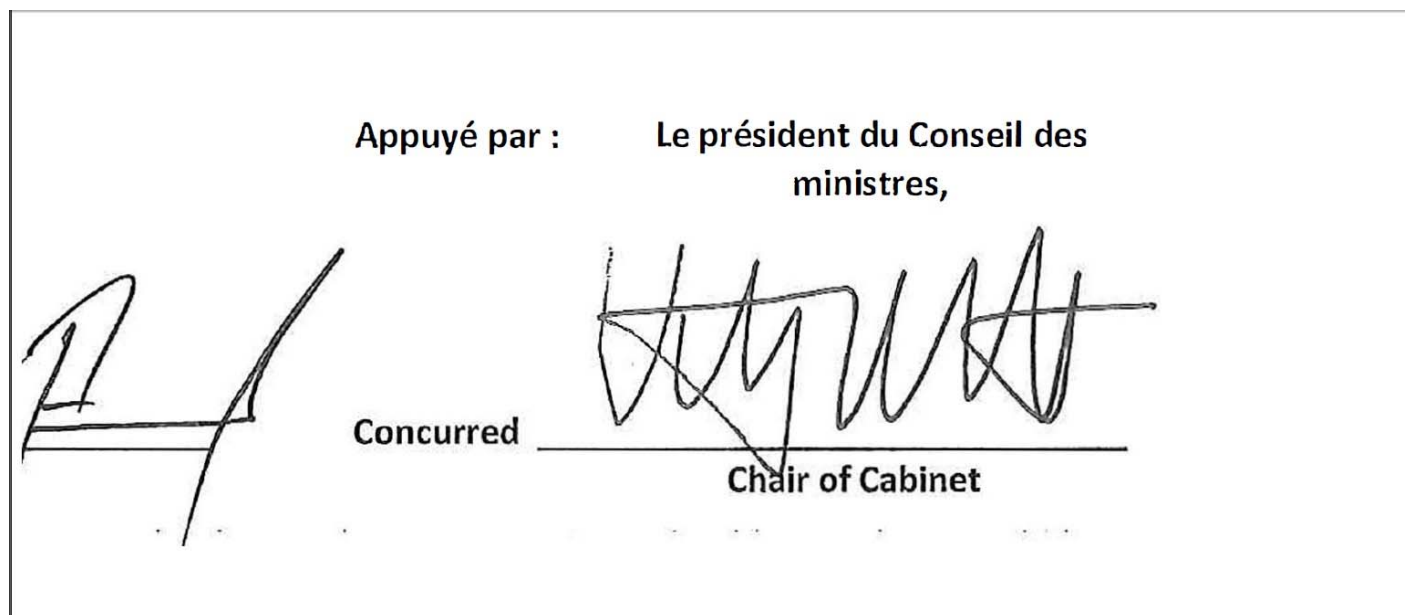 Appuyé par :
Le président du Conseil des
ministres,
Concurred
Chair of Cabinet